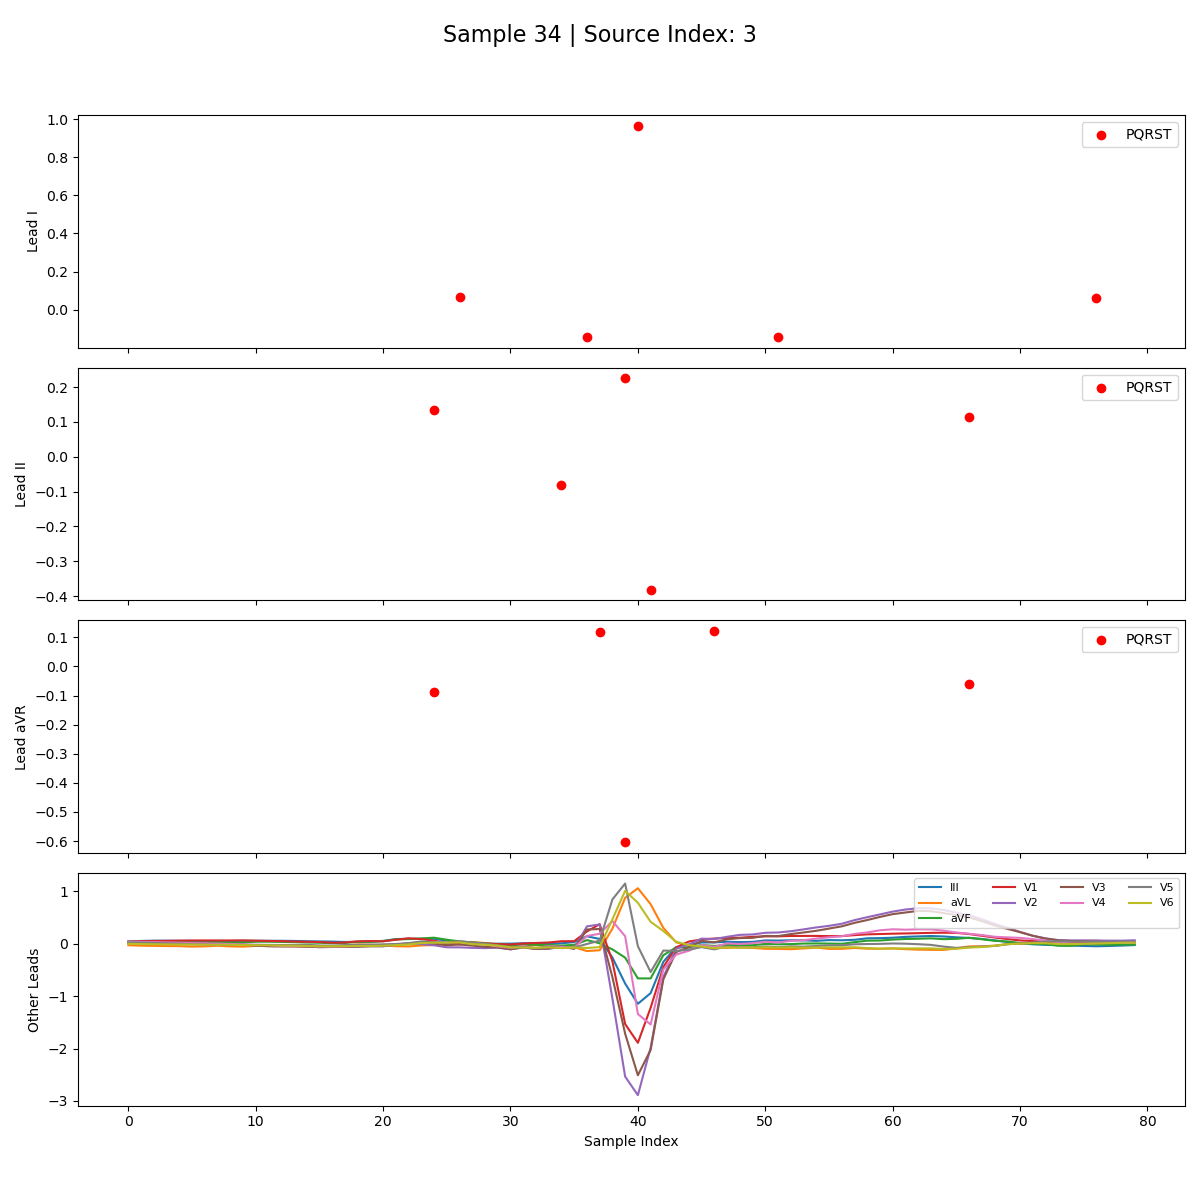 Sample 34 | Source Index: 3
1.0
0.8
0.6
0.4
0.2
0.0
Lead I
PQRST
0.2
0.1
0.0
−0.1
−0.2
−0.3
−0.4
Lead II
PQRST
0.1
0.0
−0.1
−0.2
−0.3
−0.4
−0.5
−0.6
Lead aVR
PQRST
1
0
−1
−2
−3
Other Leads
III V1 V3 V5
aVL V2 V4 V6
aVF
0 10 20 30 40 50 60 70 80
Sample Index